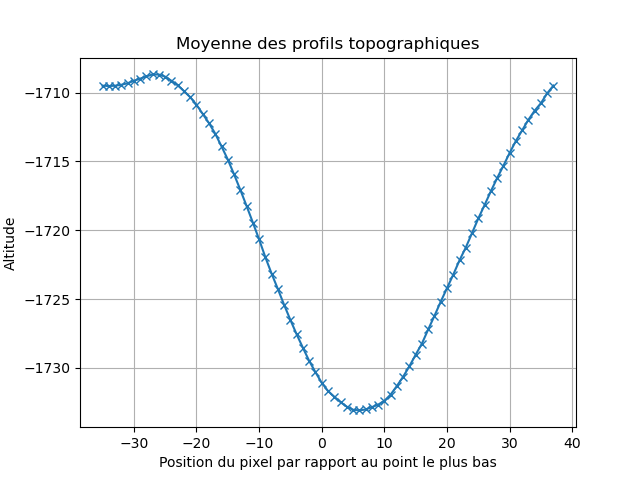 Moyenne des profils topographiques
Altitude
−1710
−1715
−1720
−1725
−1730
−30 −20 −10 0 10 20 30 40
Position du pixel par rapport au point le plus bas